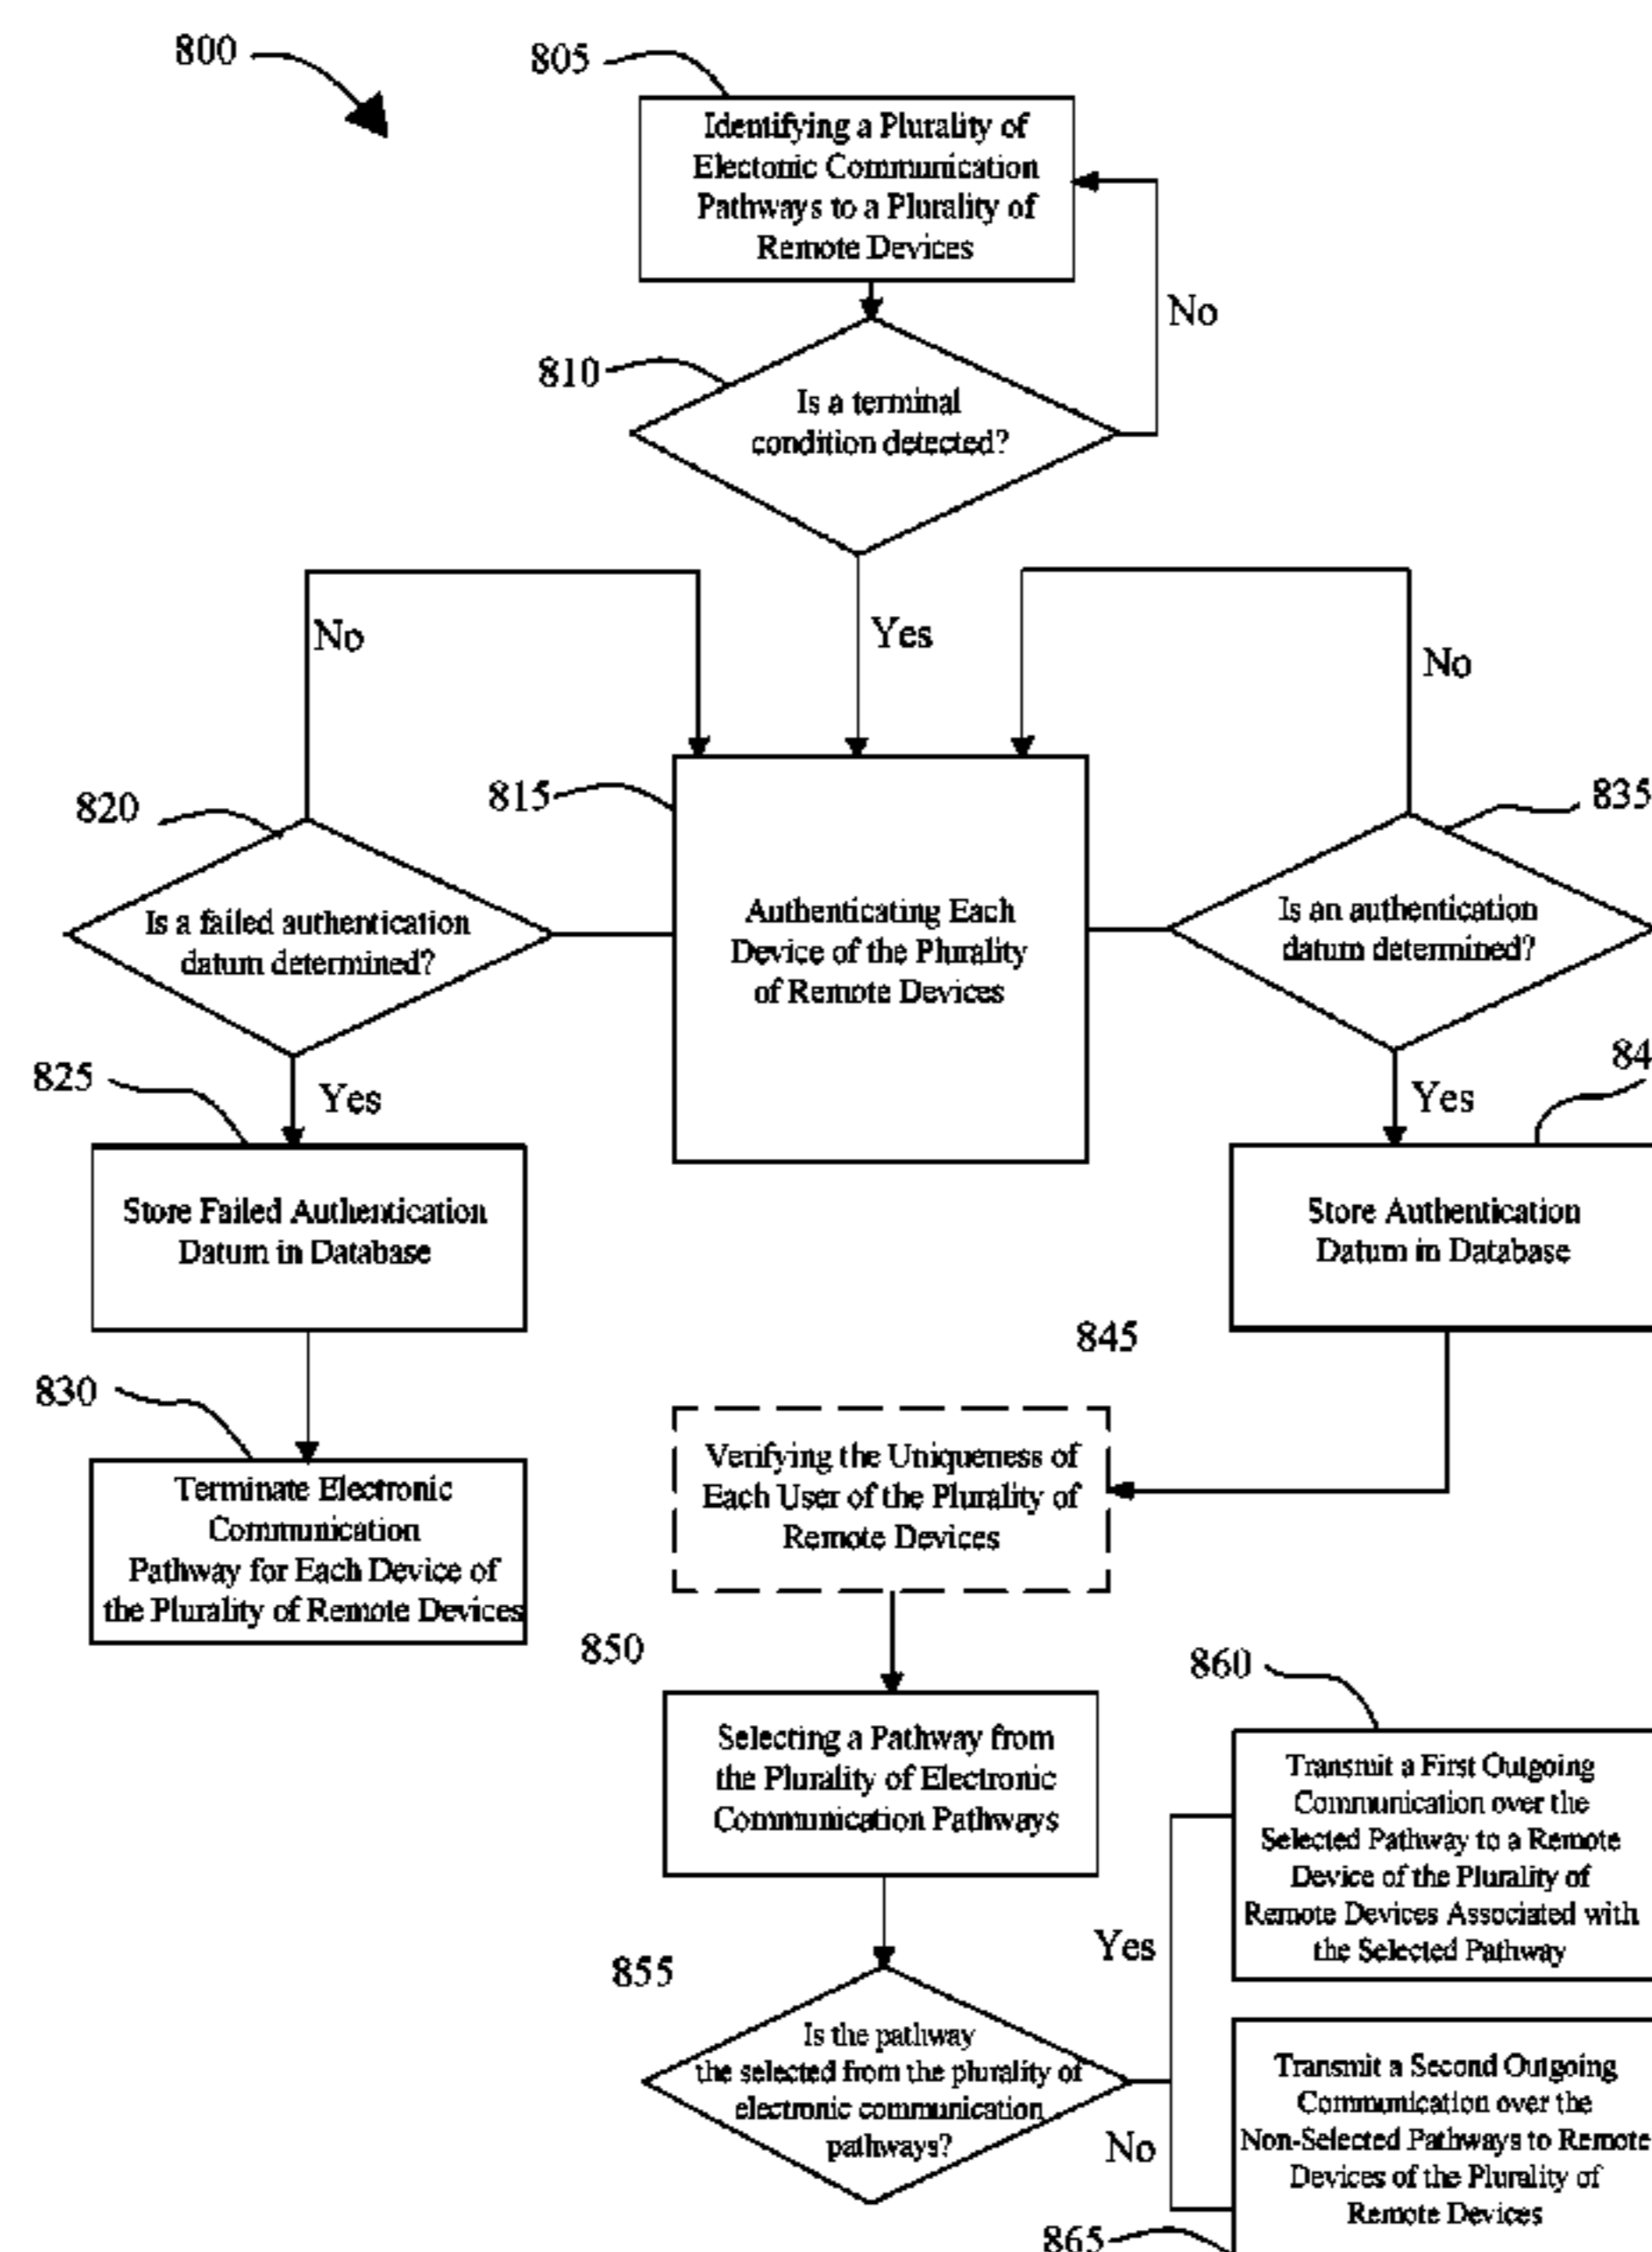 800
805
Identifying a Plurality of
Electonic Communication
Pathways to a Plurality of
Remote Devices
No
810
Is a terminal
condition detected?
No
Yes
No
820
815
835
Is a failed authentication
datum determined?
Authenticating Each
Device of the Plurality
of Remote Devices
Is an authentication
datum determined?
825
Yes
84
Yes
Store Failed Authentication
Datum in Database
Store Authentication
Datum in Database
845
830
Verifying the Uniqueness of
Each User of the Plurality of
Remote Devices
Terminate Electronic
Communication
Pathway for Each Device of
the Plurality of Remote Devices
850
860
Selecting a Pathway from
the Plurality of Electronic
Communication Pathways
Transmit a First Outgoing
Communication over the
Selected Pathway to a Remote
Device of the Plurality of
Remote Devices Associated with
the Selected Pathway
Yes
855
Is the pathway
the selected from the plurality of
electronic communication
pathways?
No
Transmit a Second Outgoing
Communication over the
Non-Selected Pathways to Remote
Devices of the Plurality of
Remote Devices
865